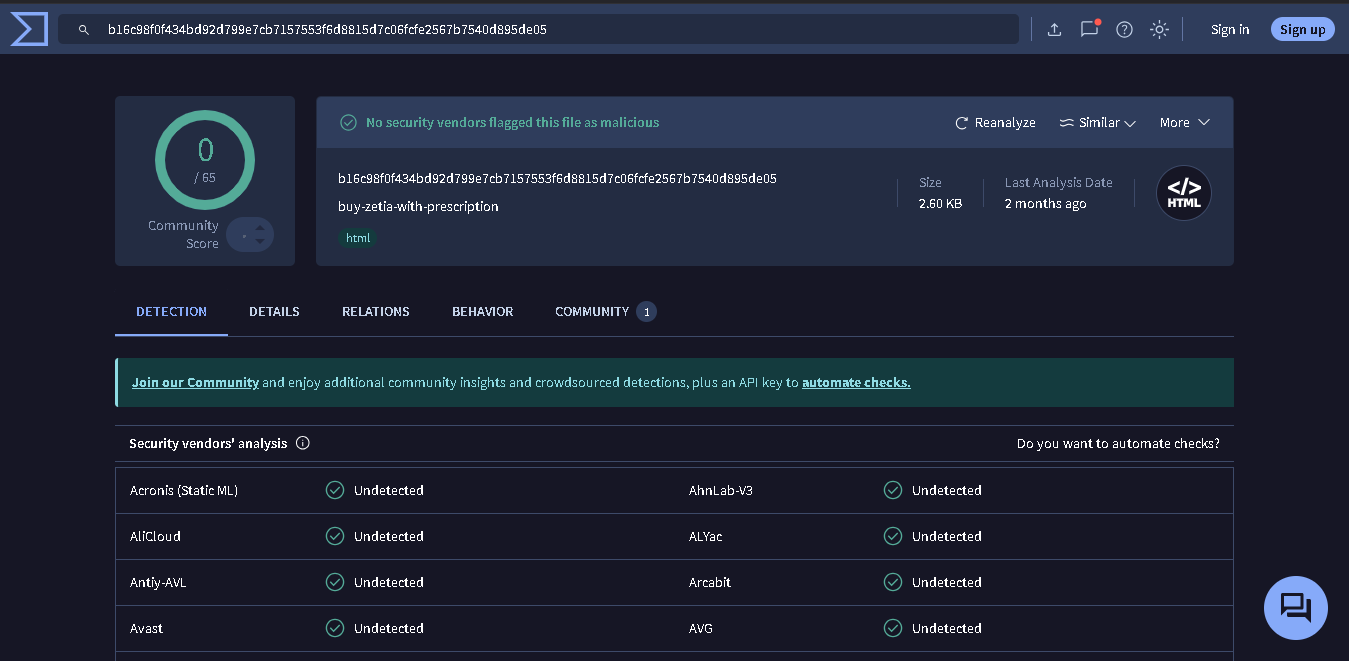 b16c98f0f434bd92d799e7cb7157553f6d8815d7c06fcfe2567b7540d895de05
Sign in
Sign up
0
/ 65
Community
Score
No security vendors flagged this file as malicious
Reanalyze
Similar
More
b16c98f0f434bd92d799e7cb7157553f6d8815d7c06fcfe2567b7540d895de05
buy-zetia-with-prescription
html
Size
2.60 KB
Last Analysis Date
2 months ago
</> HTML
DETECTION
DETAILS
RELATIONS
BEHAVIOR
COMMUNITY 1
Join our Community and enjoy additional community insights and crowdsourced detections, plus an API key to automate checks.
Security vendors' analysis
Do you want to automate checks?
Acronis (Static ML) Undetected AhnLab-V3 Undetected
AliCloud Undetected ALYac Undetected
Antiy-AVL Undetected Arcabit Undetected
Avast Undetected AVG Undetected